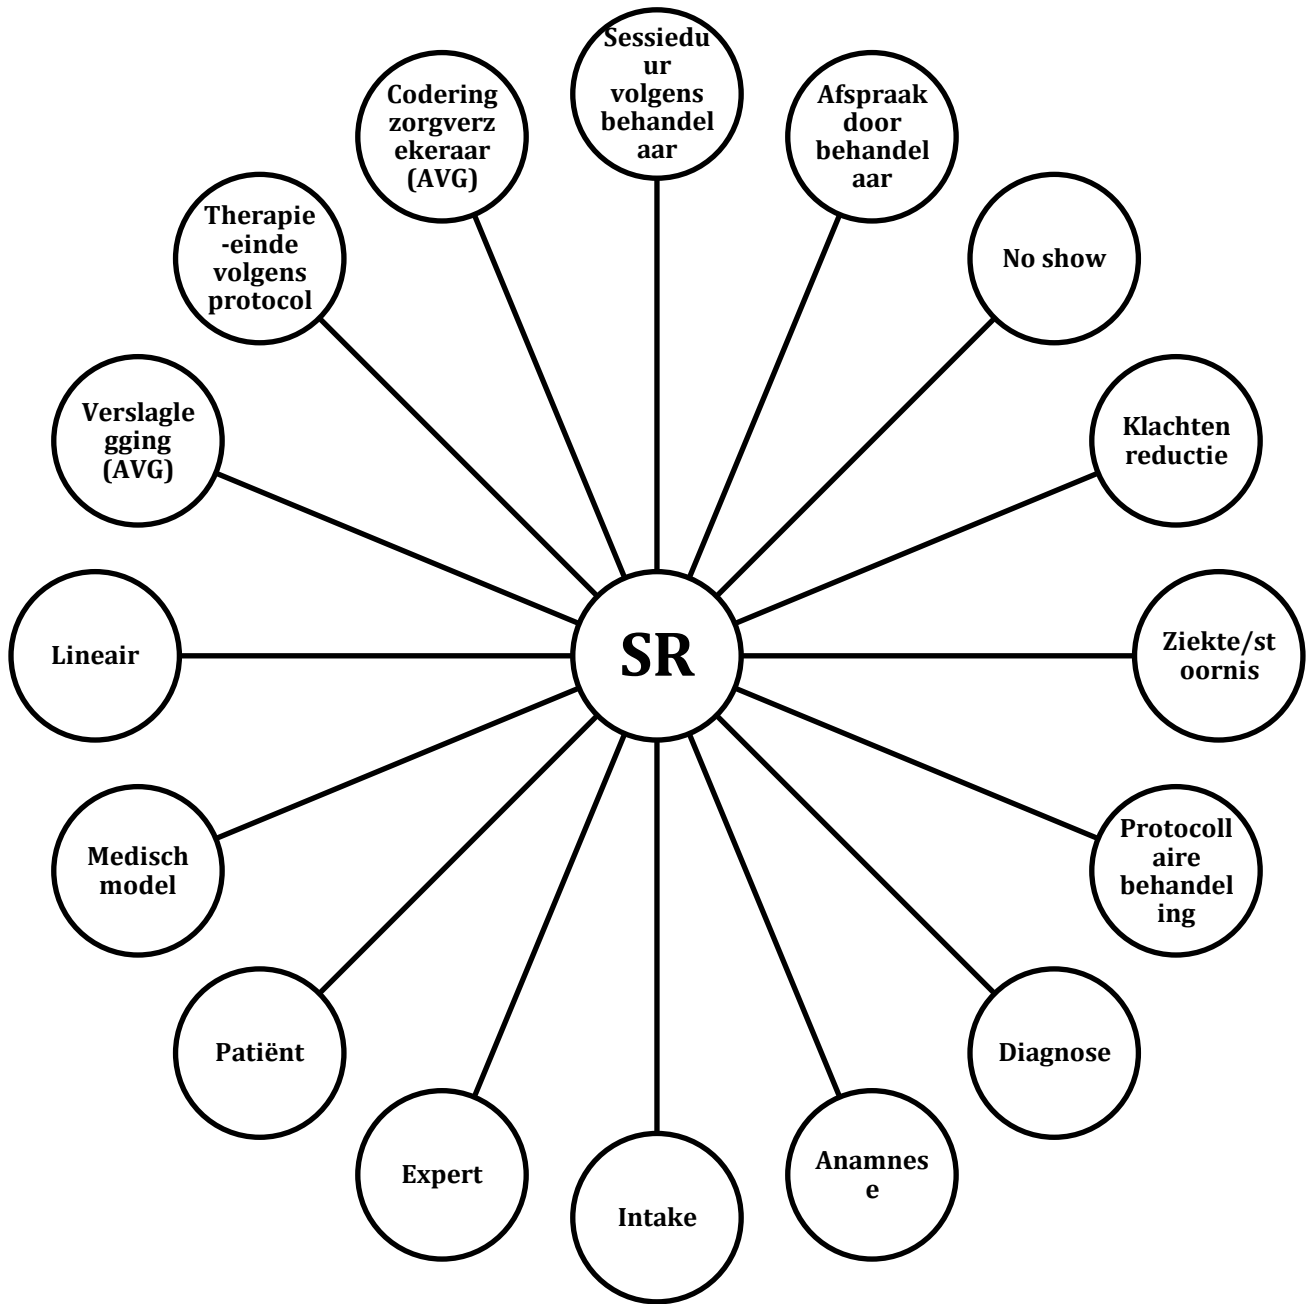 Sessiedu
ur
volgens
behandel
aar
Afspraak
door
behandel
aar
No show
Klachten
reductie
Ziekte/st
oornis
Protocoll
aire
behandel
ing
Diagnose
Anamnes
e
Intake
Expert
Patiënt
Medisch
model
Lineair
Verslagle
gging
(AVG)
Therapie
-einde
volgens
protocol
Codering
zorgverz
ekeraar
(AVG)
SR